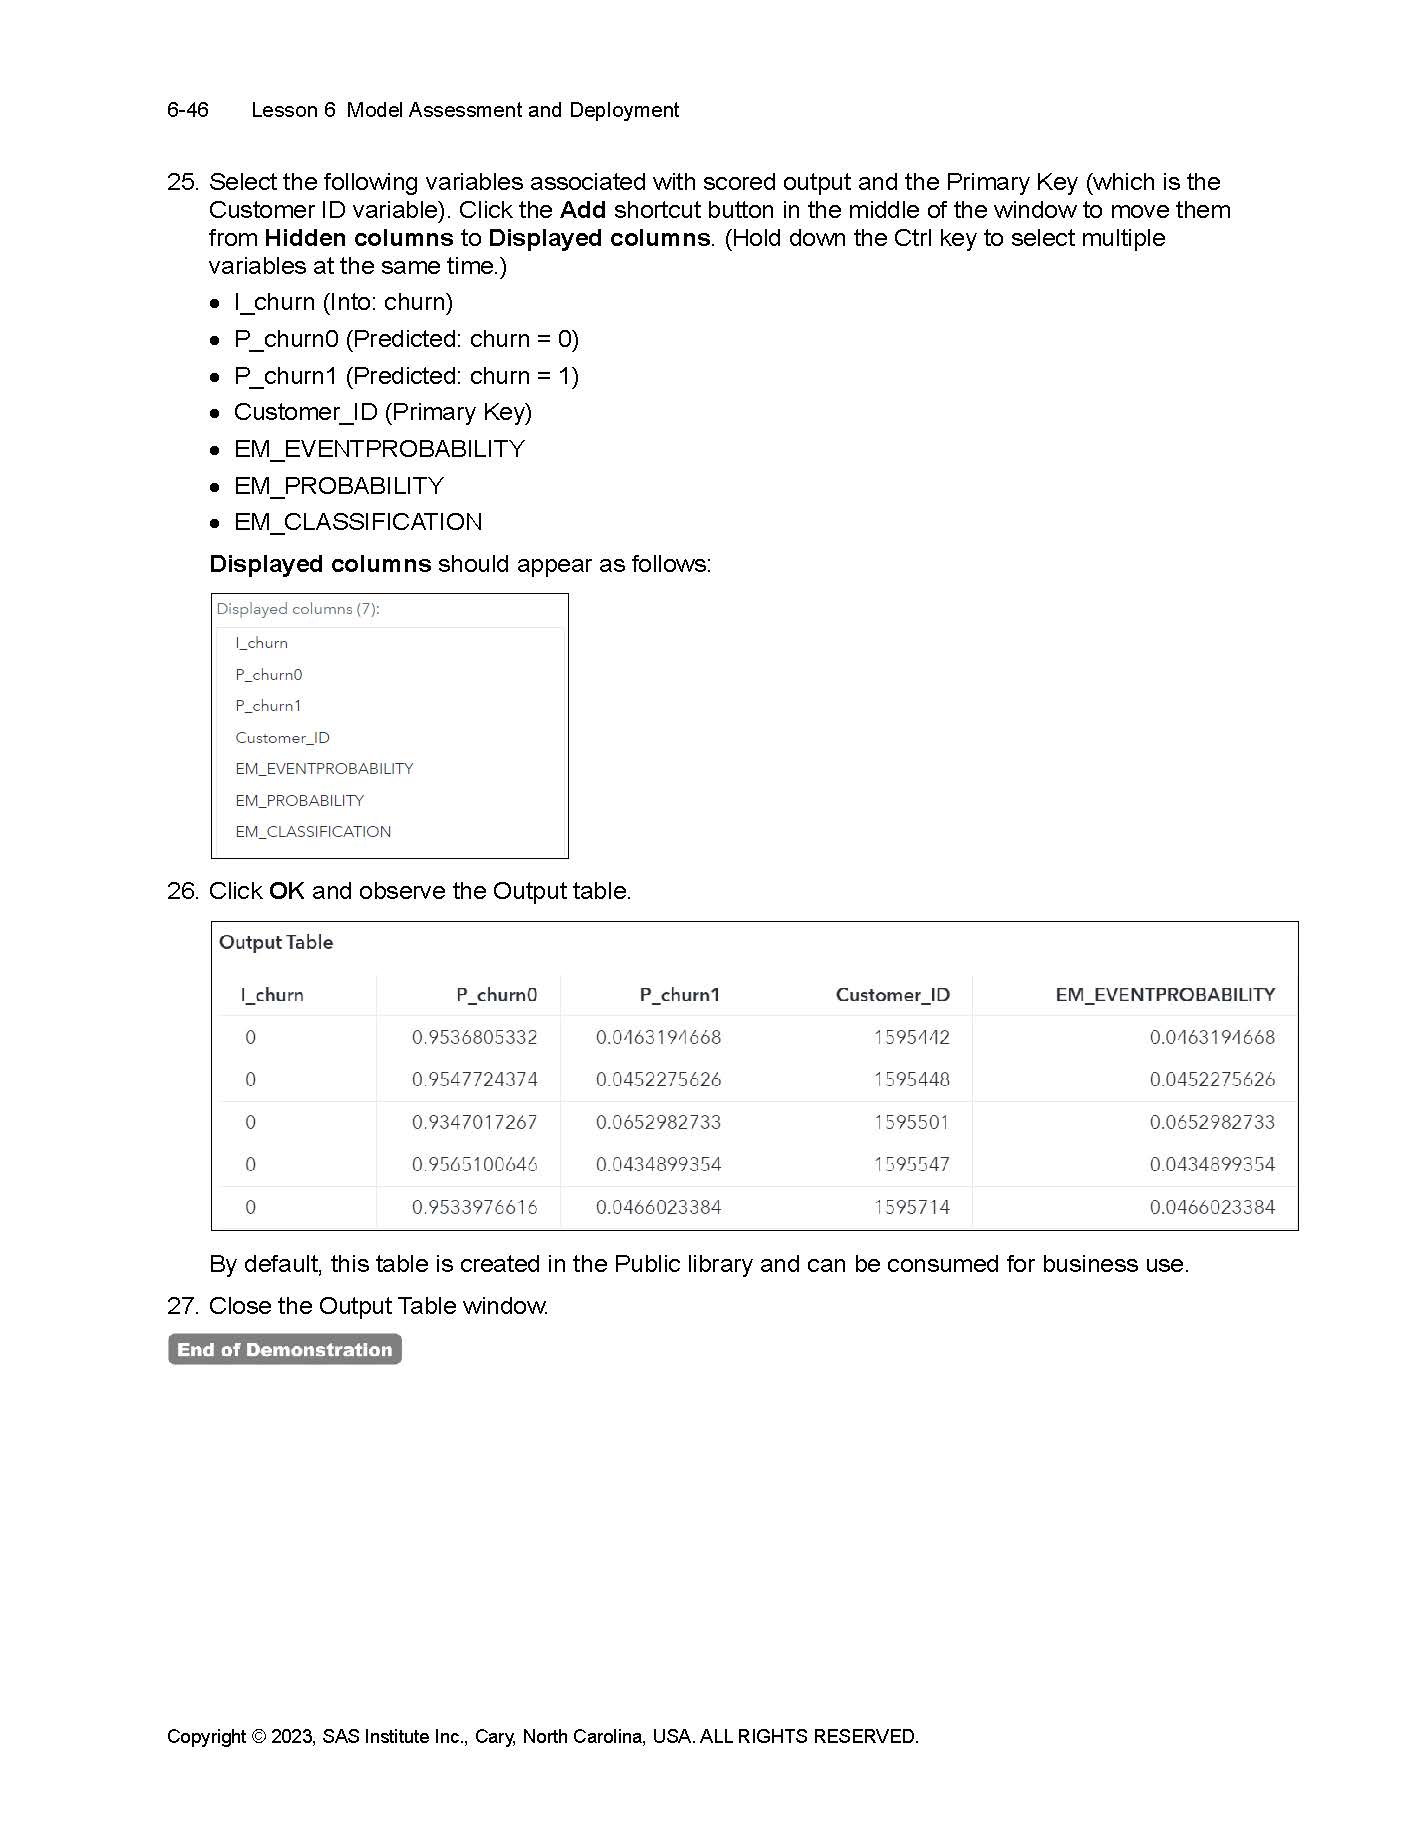 6-46 Lesson 6 Model Assessment and Deployment
25. Select the following variables associated with scored output and the Primary Key (which is the
Customer ID variable). Click the Add shortcut button in the middle of the window to move them
from Hidden columns to Displayed columns. (Hold down the Ctrl key to select multiple
variables at the same time.)
• I_churn (Into: churn)
• P_churn0 (Predicted: churn = 0)
• P_churn1 (Predicted: churn = 1)
• Customer_ID (Primary Key)
• EM_EVENTPROBABILITY
• EM_PROBABILITY
• EM_CLASSIFICATION
Displayed columns should appear as follows:
Displayed columns (7):
I_churn
P_churn0
P_churn1
Customer_ID
EM_EVENTPROBABILITY
EM_PROBABILITY
EM_CLASSIFICATION
26. Click OK and observe the Output table.
Output Table
I_churn P_churn0 P_churn1 Customer_ID EM_EVENTPROBABILITY
0 0.9536805332 0.0463194668 1595442 0.0463194668
0 0.9547724374 0.0452275626 1595448 0.0452275626
0 0.9347017267 0.0652982733 1595501 0.0652982733
0 0.9565100646 0.0434899354 1595547 0.0434899354
0 0.9533976616 0.0466023384 1595714 0.0466023384
By default, this table is created in the Public library and can be consumed for business use.
27. Close the Output Table window.
End of Demonstration
Copyright © 2023, SAS Institute Inc., Cary, North Carolina, USA. ALL RIGHTS RESERVED.